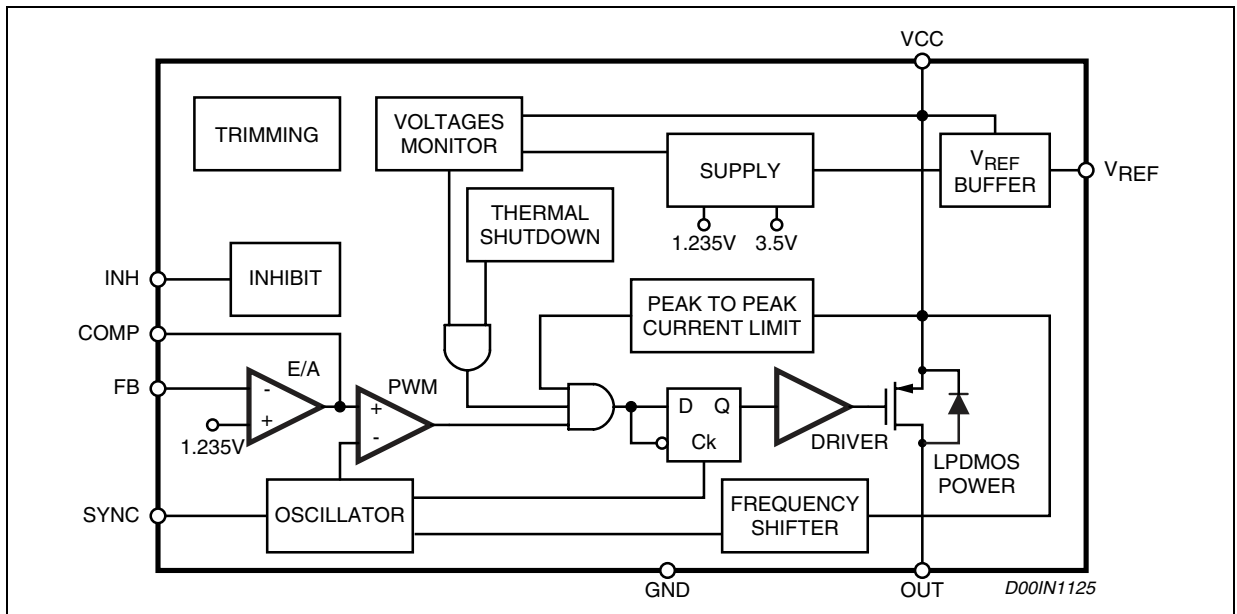 VCC
TRIMMING
VOLTAGES
MONITOR
SUPPLY
VREF
BUFFER
VREF
THERMAL
SHUTDOWN
1.235V
3.5V
INH
INHIBIT
PEAK TO PEAK
CURRENT LIMIT
COMP
E/A
FB
-
+
1.235V
PWM
+
-
D Q
Ck
DRIVER
LPDMOS
POWER
SYNC
OSCILLATOR
FREQUENCY
SHIFTER
GND
OUT
D00IN1125